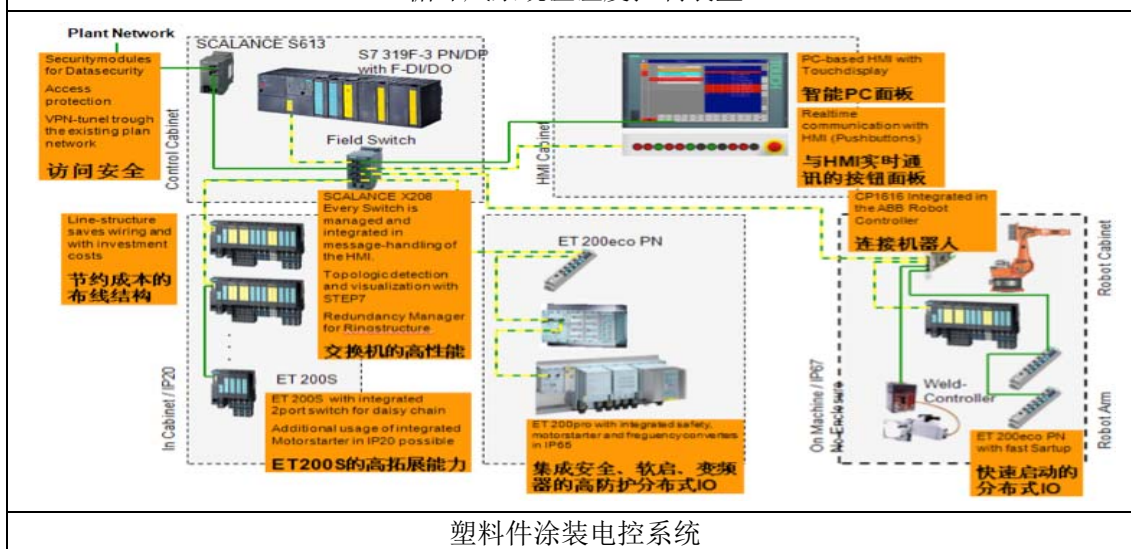 Plant Network
SCALANCE S613
Securitymodules
for Datasecurity
Access
protection
VPN-tunel trough
the existing plan
network
访问安全
Control Cabinet
S7 319F-3 PN/DP
with F-DI/DO
Field Switch
HMI Cabinet
PC-based HMI with
Touchdisplay
智能PC面板
Realtime
communication with
HMI (Pushbuttons)
与HMI实时通
讯的按钮面板
Line-structure
saves wiring and
with investment
costs
节约成本的
布线结构
SCALANCE X208
Every Switch is
managed and
integrated in
message-handling of
the HMI.
Topologic detection
and visualization with
STEP7
Redundancy Manager
for Rinostructure
交换机的高性能
In Cabinet / IP20
ET 200S
ET 200S with integrated
2port switch for daisy chain
Additional usage of integrated
Motorstarter in IP20 possible
ET200S的高拓展能力
ET 200eco PN
ET 200pro with integrated safety,
motorstarter and frequency converters
in IP65
集成安全、软启、变频
器的高防护分布式IO
CP1616 Integrated in
the ABB Robot
Controller
连接机器人
Robot Cabinet
On Machine / IP67
No-Enclosure
Weld-
Controller
Robot Arm
ET 200eco PN
with fast Sartup
快速启动的
分布式IO
塑料件涂装电控系统